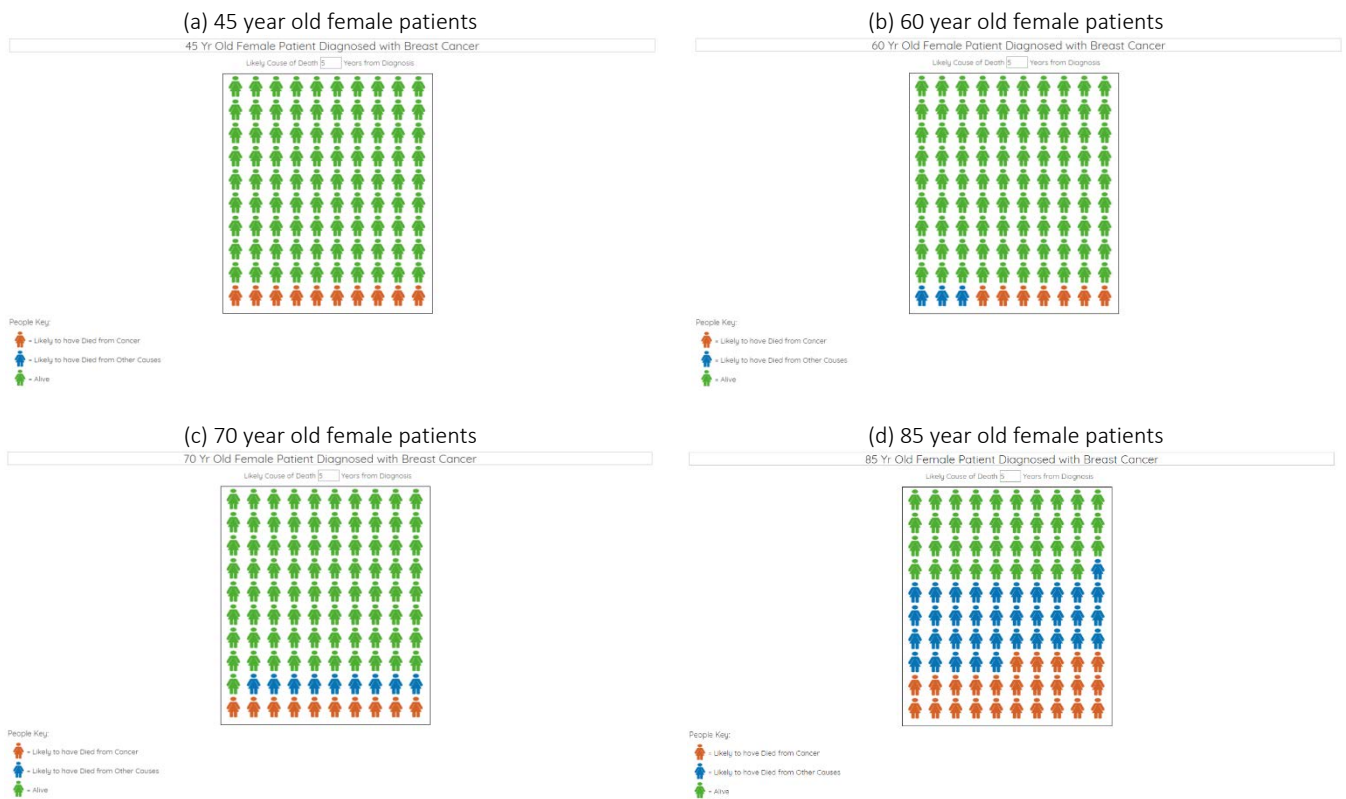 (a) 45 year old female patients
45 Yr Old Female Patient Diagnosed with Breast Cancer
Likely Cause of Death 5 Years from Diagnosis
People Key:
= Likely to have Died from Cancer
= Likely to have Died from Other Causes
= Alive
(b) 60 year old female patients
60 Yr Old Female Patient Diagnosed with Breast Cancer
Likely Cause of Death 5 Years from Diagnosis
People Key:
= Likely to have Died from Cancer
= Likely to have Died from Other Causes
= Alive
(c) 70 year old female patients
70 Yr Old Female Patient Diagnosed with Breast Cancer
Likely Cause of Death 5 Years from Diagnosis
People Key:
= Likely to have Died from Cancer
= Likely to have Died from Other Causes
= Alive
(d) 85 year old female patients
85 Yr Old Female Patient Diagnosed with Breast Cancer
Likely Cause of Death 5 Years from Diagnosis
People Key:
= Likely to have Died from Cancer
= Likely to have Died from Other Causes
= Alive